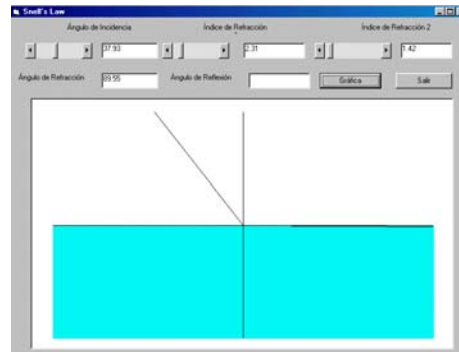 Snell's Law
Ángulo de Incidencia
Índice de Refracción
Índice de Refracción 2
37.93
2.31
1.42
Ángulo de Refracción
89.55
Ángulo de Reflexión
Gráfica
Salir